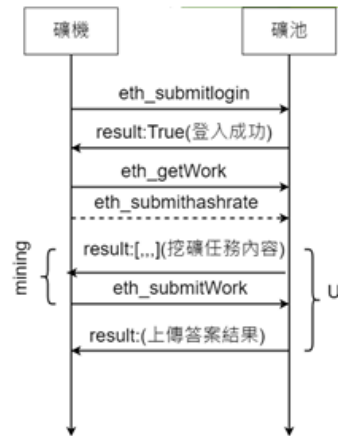 礦機
礦池
eth_submitlogin
result:True(登入成功)
eth_getWork
eth_submithashrate
result:[,,,](挖礦任務內容)
mining
eth_submitWork
U
result:(上傳答案結果)